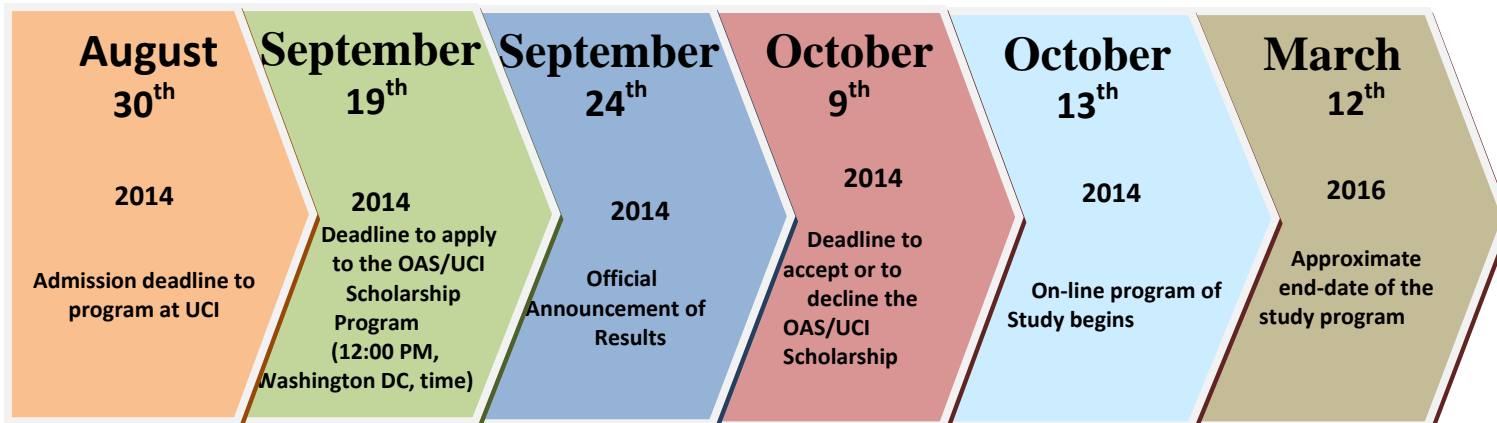 August
30th
2014
Admission deadline to
program at UCI
September
19th
2014
Deadline to apply
to the OAS/UCI
Scholarship
Program
(12:00 PM,
Washington DC, time)
September
24th
2014
Official
Announcement of
Results
October
9th
2014
Deadline to
accept or to
decline the
OAS/UCI
Scholarship
October
13th
2014
On-line program of
Study begins
March
12th
2016
Approximate
end-date of the
study program